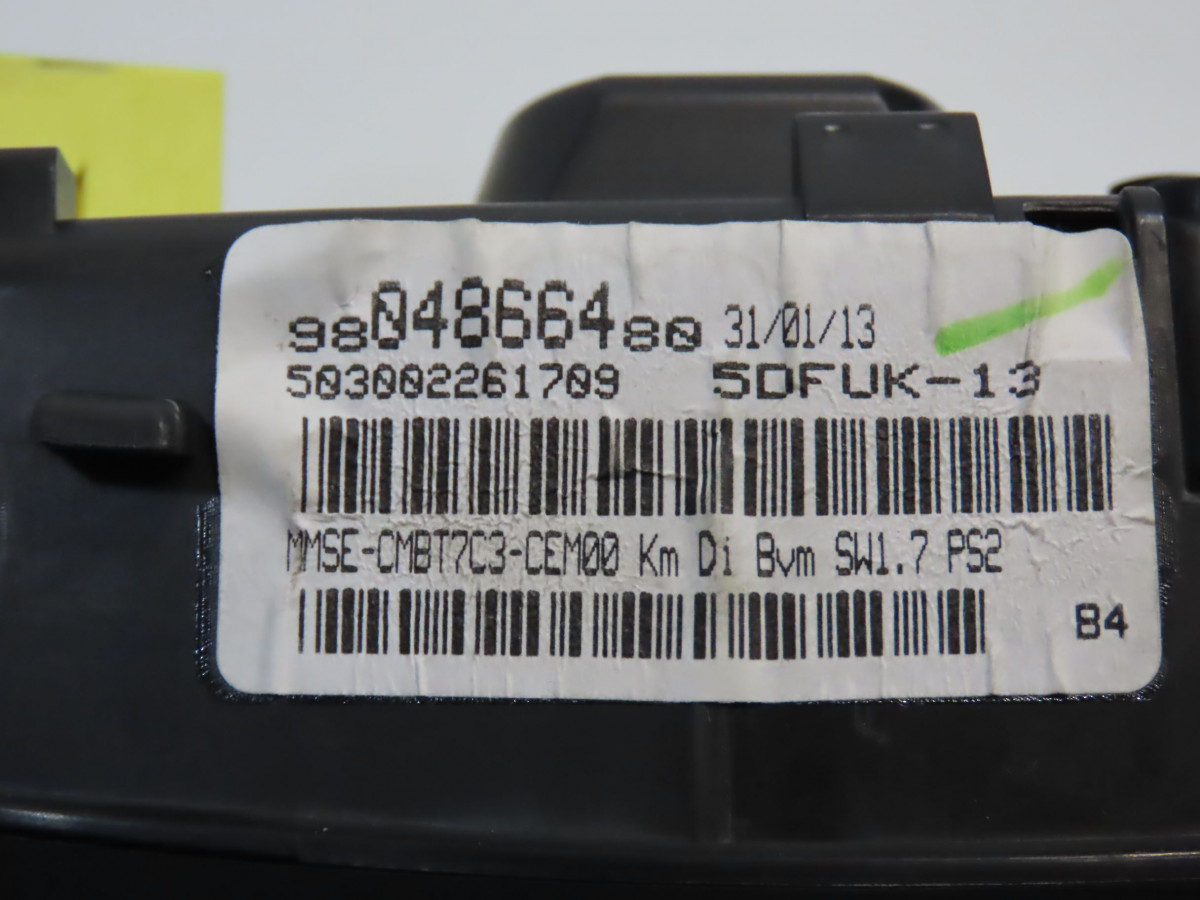 9804866480 31/01/13
503002261709 5DFUK-13
MMSE-CMBT7C3-CEM00 Km Di Bvm SW1.7 PS2
B4